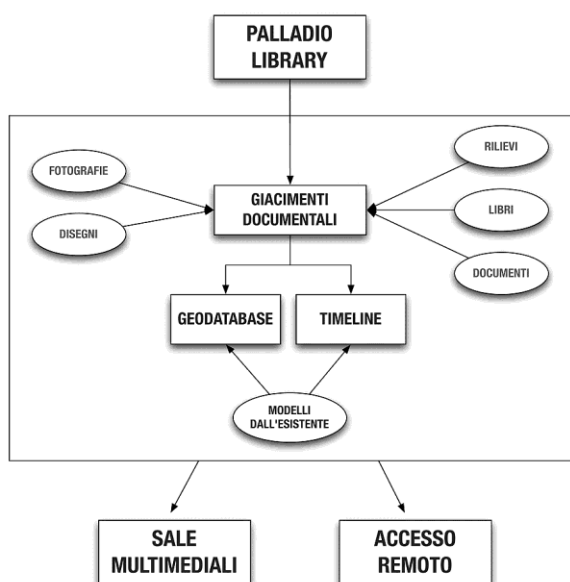 PALLADIO
LIBRARY
FOTOGRAFIE
DISEGNI
GIACIMENTI
DOCUMENTALI
RILIEVI
LIBRI
DOCUMENTI
GEODATABASE
TIMELINE
MODELLI
DALL'ESISTENTE
SALE
MULTIMEDIALI
ACCESSO
REMOTO